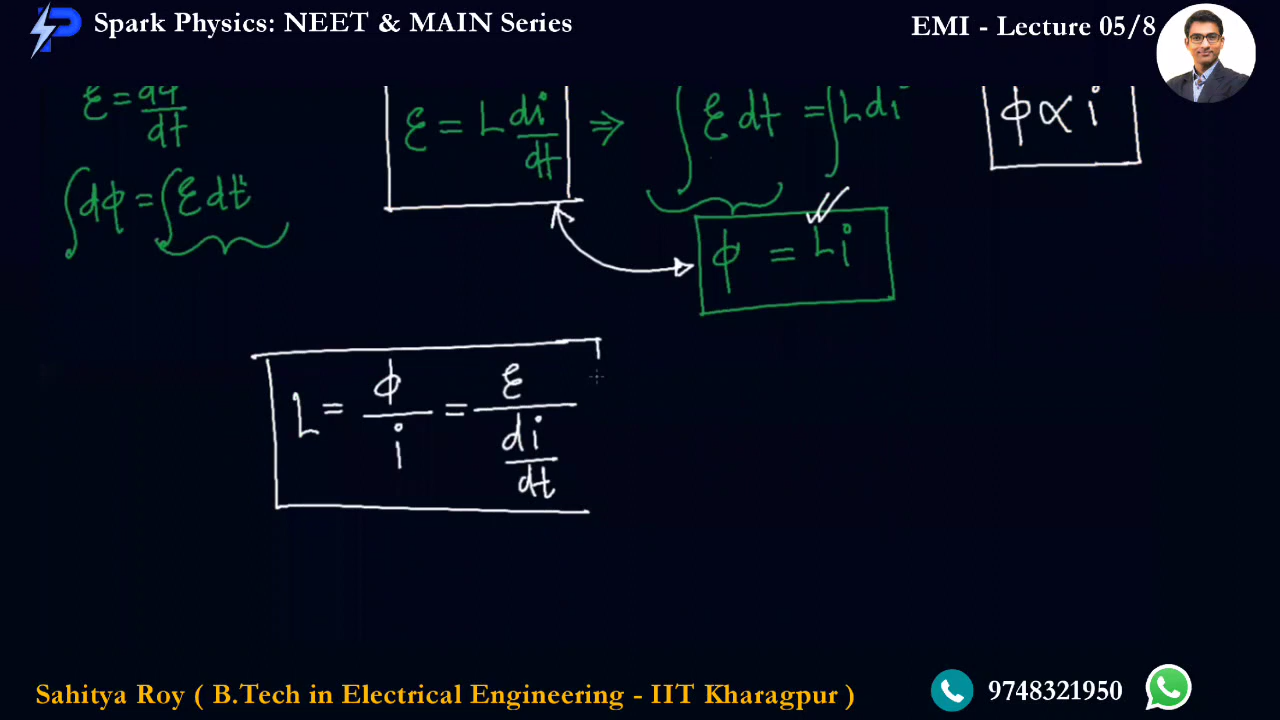 Spark Physics: NEET & MAIN Series
EMI - Lecture 05/8
ε = dφ/dt
ε = L di/dt ⇒ ∫ε dt = ∫L di
φ ∝ i
∫dφ = ∫ε dt
φ = Li
L = φ/i = ε/(di/dt)
Sahitya Roy ( B.Tech in Electrical Engineering - IIT Kharagpur )
9748321950